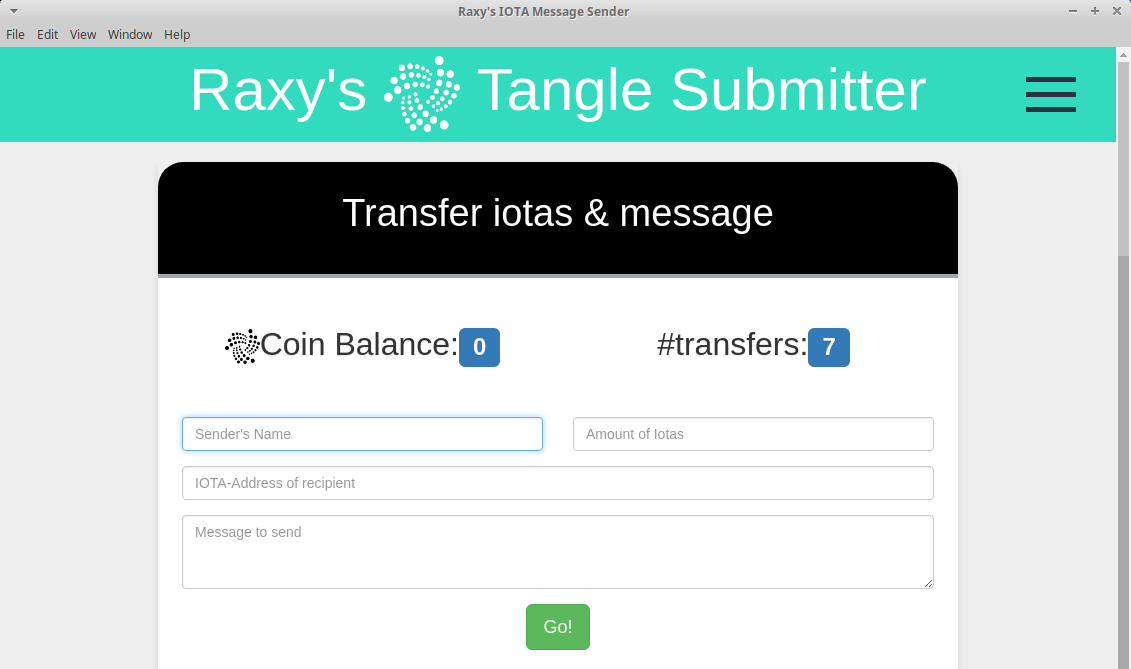 Raxy's IOTA Message Sender
File Edit View Window Help
Raxy's Tangle Submitter
Transfer iotas & message
Coin Balance: 0 #transfers: 7
Sender's Name Amount of Iotas
IOTA-Address of recipient
Message to send
Go!